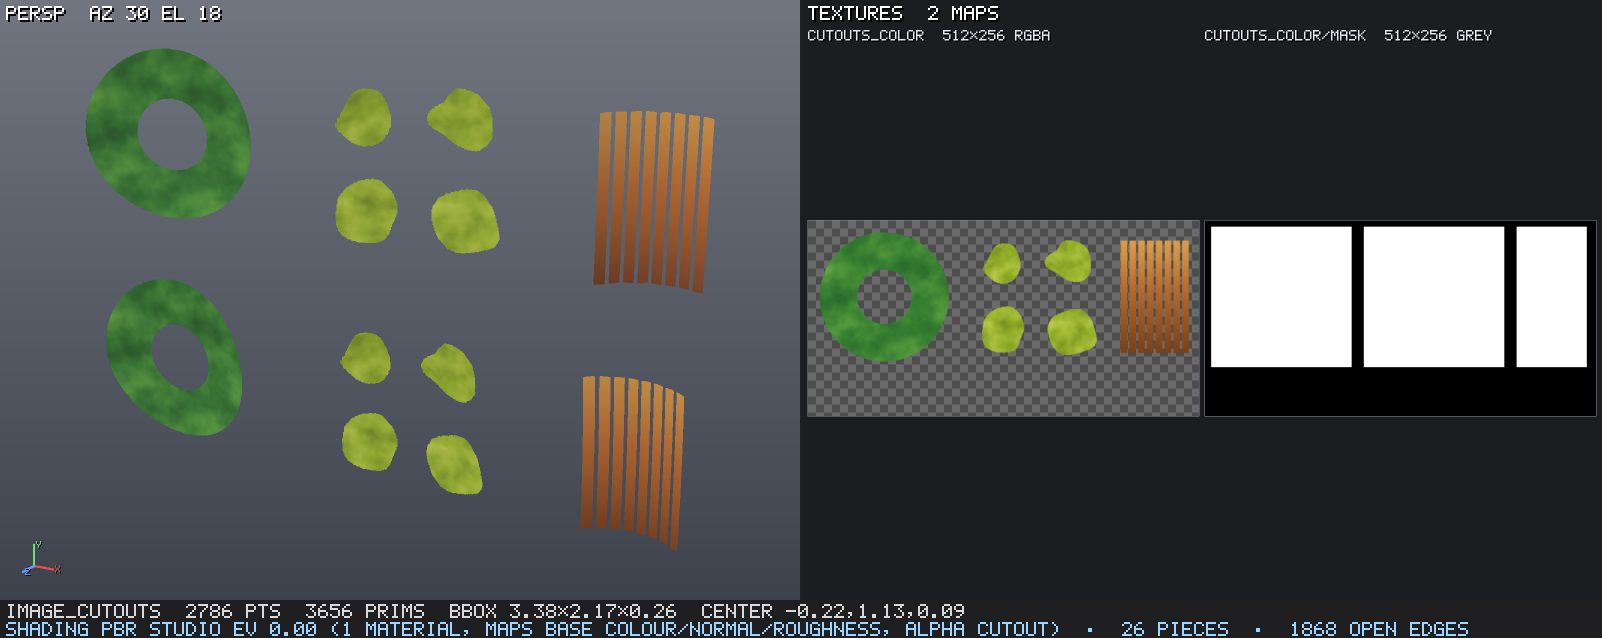 PERSP  AZ 30 EL 18
TEXTURES  2 MAPS
CUTOUTS_COLOR  512×256 RGBA
CUTOUTS_COLOR/MASK  512×256 GREY
Y
X
Z
IMAGE_CUTOUTS  2786 PTS  3656 PRIMS  BBOX 3.38×2.17×0.26  CENTER -0.22,1.13,0.09
SHADING PBR STUDIO EV 0.00 (1 MATERIAL, MAPS BASE COLOUR/NORMAL/ROUGHNESS, ALPHA CUTOUT)  ·  26 PIECES  ·  1868 OPEN EDGES